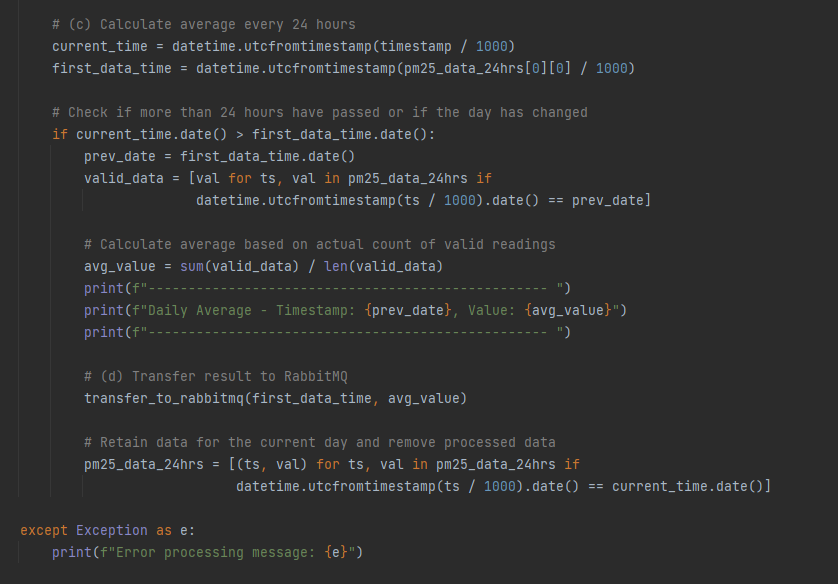 # (c) Calculate average every 24 hours
current_time = datetime.utcfromtimestamp(timestamp / 1000)
first_data_time = datetime.utcfromtimestamp(pm25_data_24hrs[0][0] / 1000)
# Check if more than 24 hours have passed or if the day has changed
if current_time.date() > first_data_time.date():
prev_date = first_data_time.date()
valid_data = [val for ts, val in pm25_data_24hrs if
datetime.utcfromtimestamp(ts / 1000).date() == prev_date]
# Calculate average based on actual count of valid readings
avg_value = sum(valid_data) / len(valid_data)
print(f"-------------------------------------------------- ")
print(f"Daily Average - Timestamp: {prev_date}, Value: {avg_value}")
print(f"-------------------------------------------------- ")
# (d) Transfer result to RabbitMQ
transfer_to_rabbitmq(first_data_time, avg_value)
# Retain data for the current day and remove processed data
pm25_data_24hrs = [(ts, val) for ts, val in pm25_data_24hrs if
datetime.utcfromtimestamp(ts / 1000).date() == current_time.date()]
except Exception as e:
print(f"Error processing message: {e}")